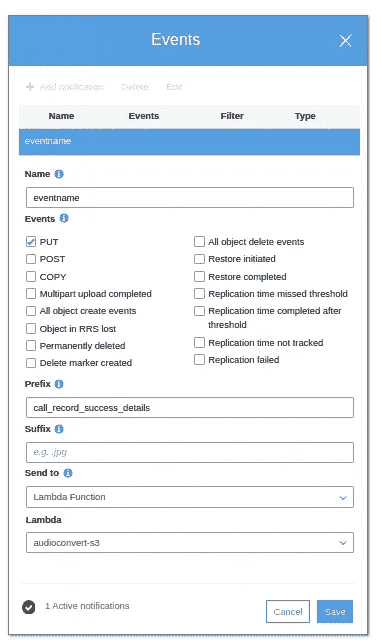 Events
Add notification Delete Edit
Name Events Filter Type
eventname
Name
eventname
Events
PUT
POST
COPY
Multipart upload completed
All object create events
Object in RRS lost
Permanently deleted
Delete marker created
All object delete events
Restore initiated
Restore completed
Replication time missed threshold
Replication time completed after
threshold
Replication time not tracked
Replication failed
Prefix
call_record_success_details
Suffix
e.g. .jpg
Send to
Lambda Function
Lambda
audioconvert-s3
1 Active notifications
Cancel Save